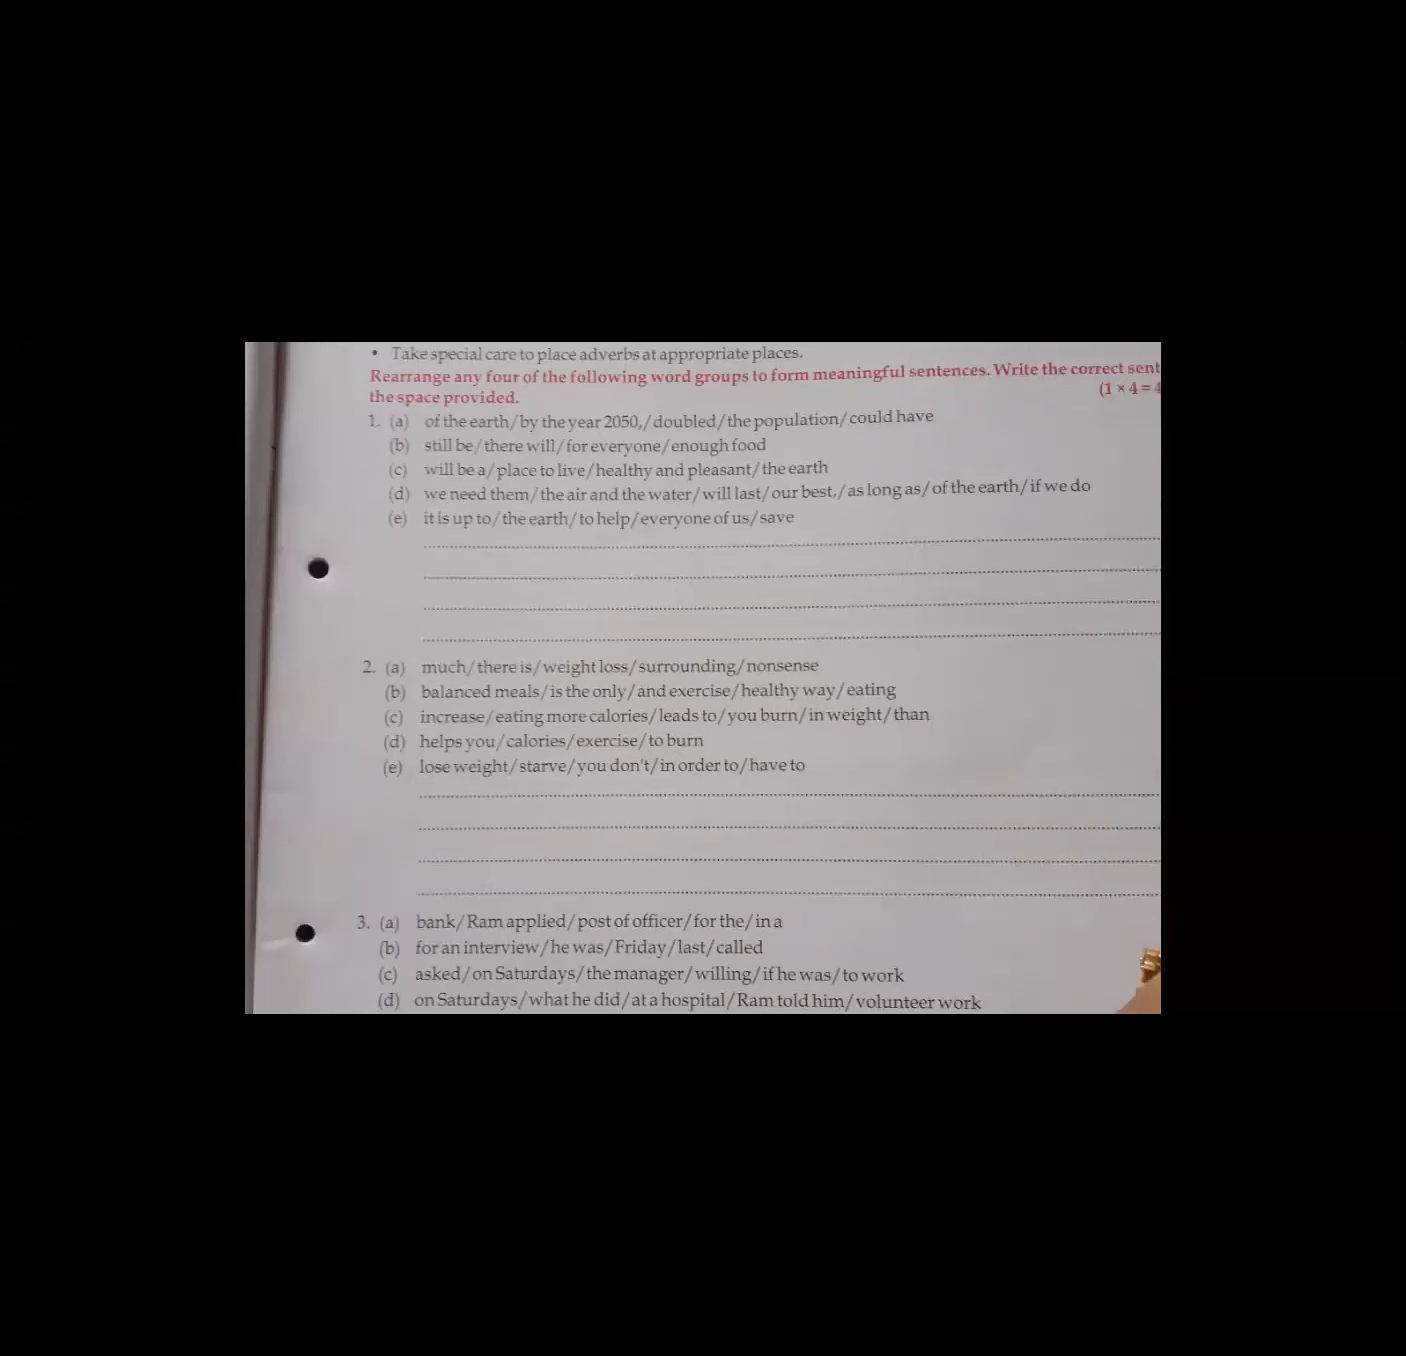 • Take special care to place adverbs at appropriate places.
Rearrange any four of the following word groups to form meaningful sentences. Write the correct sent
the space provided. (1 × 4 = 4
1. (a) of the earth/by the year 2050,/doubled/the population/could have
(b) still be/there will/for everyone/enough food
(c) will be a/place to live/healthy and pleasant/the earth
(d) we need them/the air and the water/will last/our best,/as long as/of the earth/if we do
(e) it is up to/the earth/to help/everyone of us/save
2. (a) much/there is/weight loss/surrounding/nonsense
(b) balanced meals/is the only/and exercise/healthy way/eating
(c) increase/eating more calories/leads to/you burn/in weight/than
(d) helps you/calories/exercise/to burn
(e) lose weight/starve/you don't/in order to/have to
3. (a) bank/Ram applied/post of officer/for the/in a
(b) for an interview/he was/Friday/last/called
(c) asked/on Saturdays/the manager/willing/if he was/to work
(d) on Saturdays/what he did/at a hospital/Ram told him/volunteer work